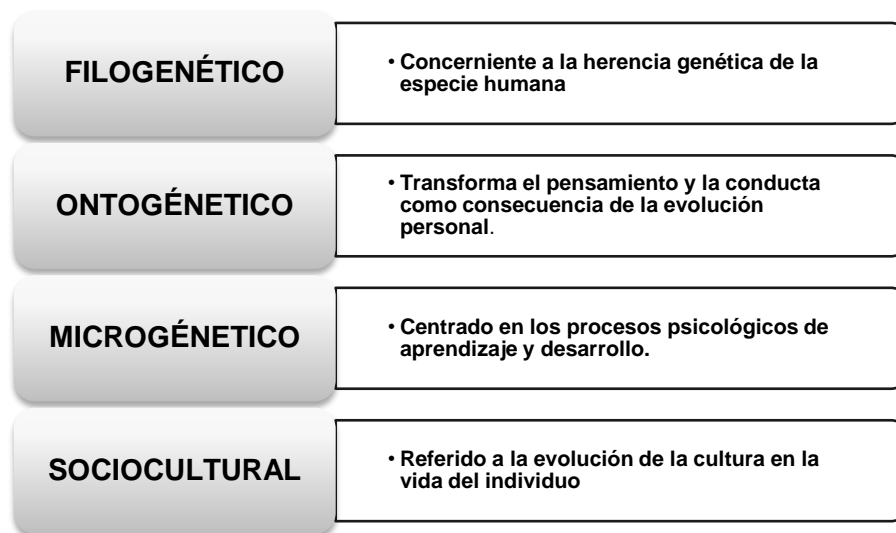 FILOGENÉTICO
• Concerniente a la herencia genética de la
especie humana
ONTOGÉNETICO
• Transforma el pensamiento y la conducta
como consecuencia de la evolución
personal.
MICROGÉNETICO
• Centrado en los procesos psicológicos de
aprendizaje y desarrollo.
SOCIOCULTURAL
• Referido a la evolución de la cultura en la
vida del individuo